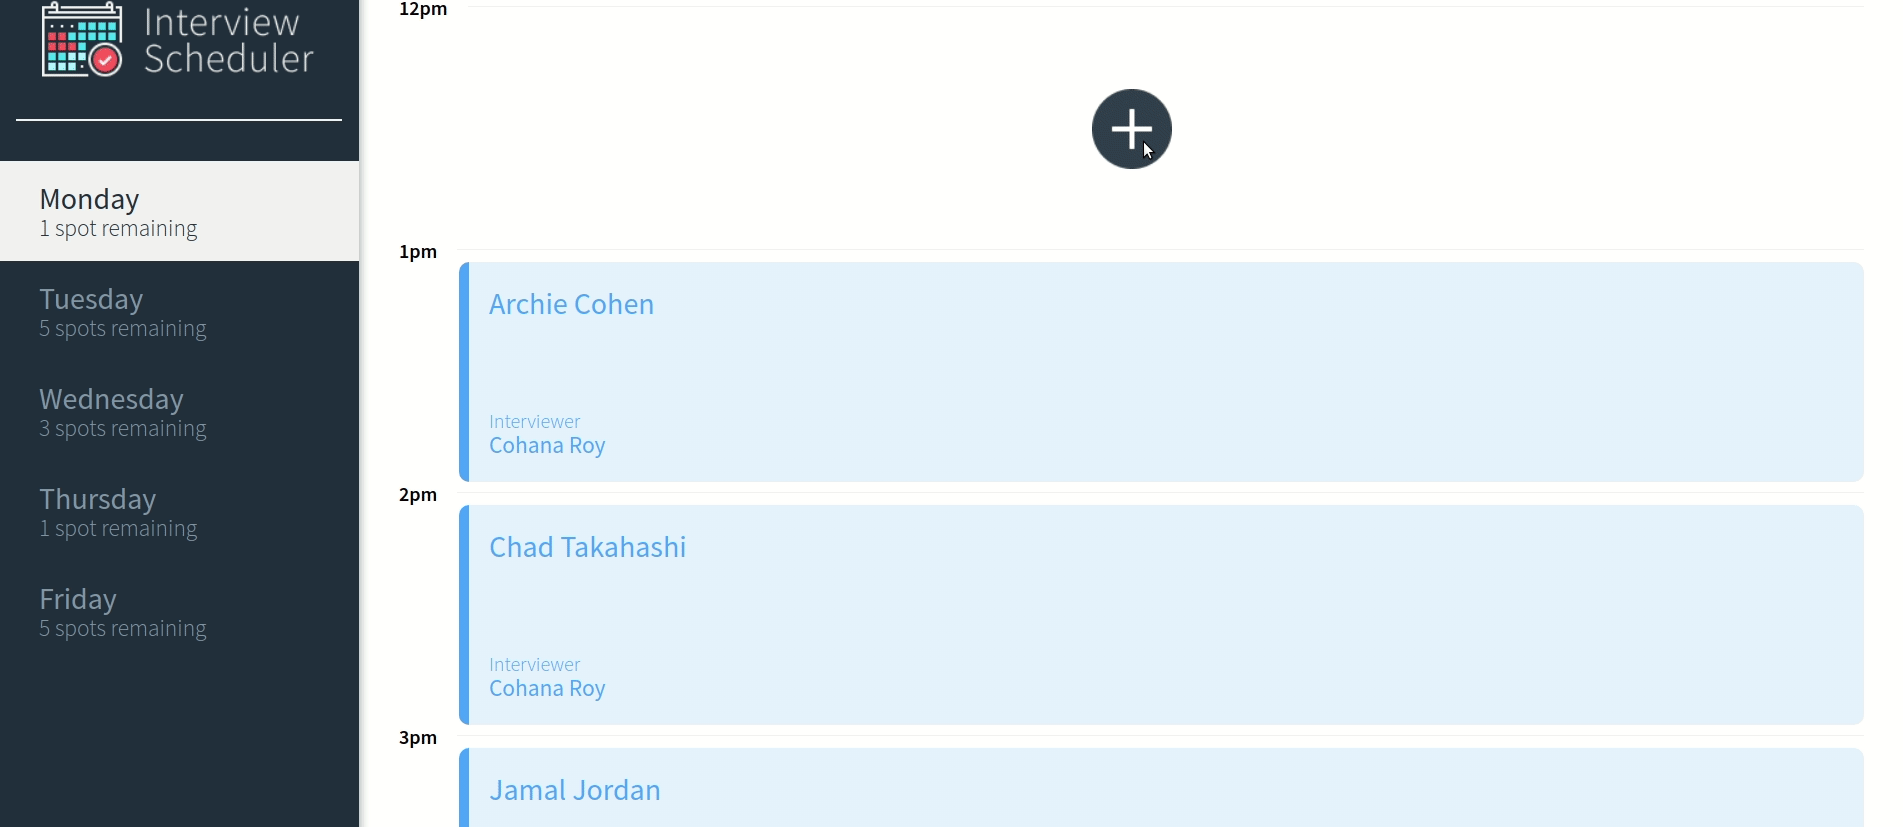 Interview
Scheduler
Monday
1 spot remaining
Tuesday
5 spots remaining
Wednesday
3 spots remaining
Thursday
1 spot remaining
Friday
5 spots remaining
12pm
1pm
Archie Cohen
Interviewer
Cohana Roy
2pm
Chad Takahashi
Interviewer
Cohana Roy
3pm
Jamal Jordan